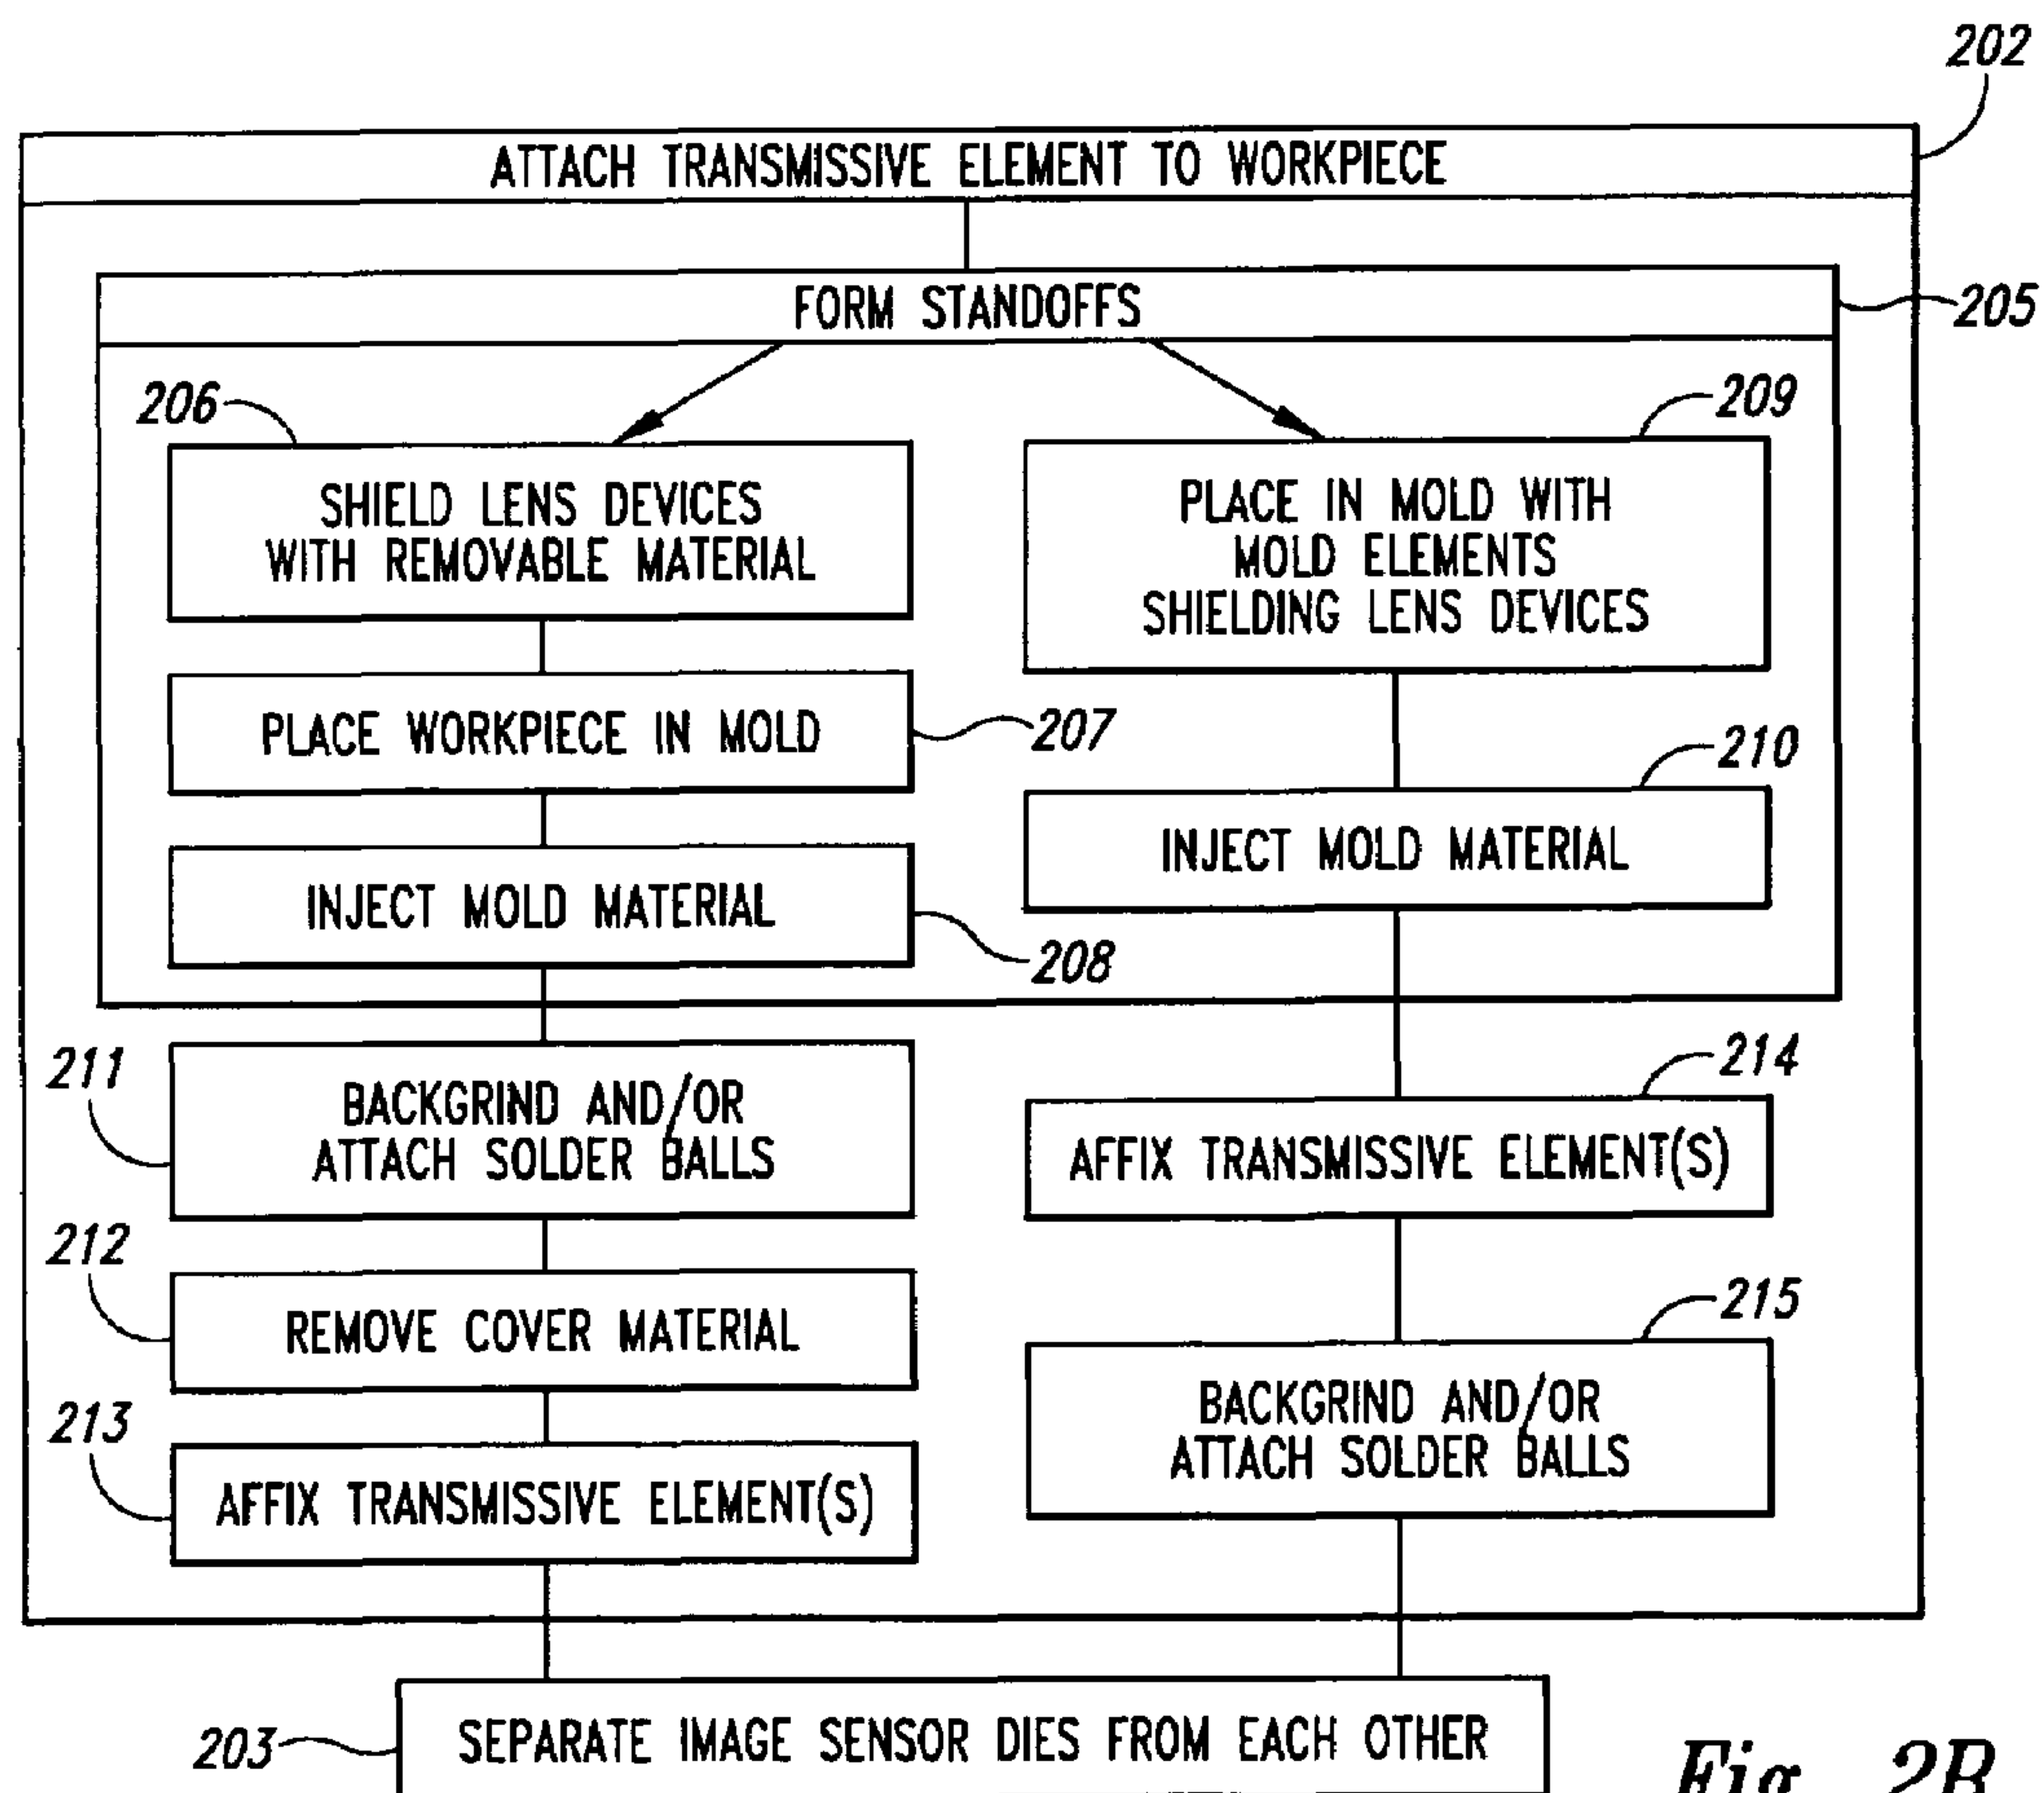 202
ATTACH TRANSMISSIVE ELEMENT TO WORKPIECE
FORM STANDOFFS
205
206
SHIELD LENS DEVICES
WITH REMOVABLE MATERIAL
PLACE WORKPIECE IN MOLD
207
INJECT MOLD MATERIAL
208
209
PLACE IN MOLD WITH
MOLD ELEMENTS
SHIELDING LENS DEVICES
210
INJECT MOLD MATERIAL
211
BACKGRIND AND/OR
ATTACH SOLDER BALLS
212
REMOVE COVER MATERIAL
213
AFFIX TRANSMISSIVE ELEMENT(S)
214
AFFIX TRANSMISSIVE ELEMENT(S)
215
BACKGRIND AND/OR
ATTACH SOLDER BALLS
203
SEPARATE IMAGE SENSOR DIES FROM EACH OTHER
Fig. 2B